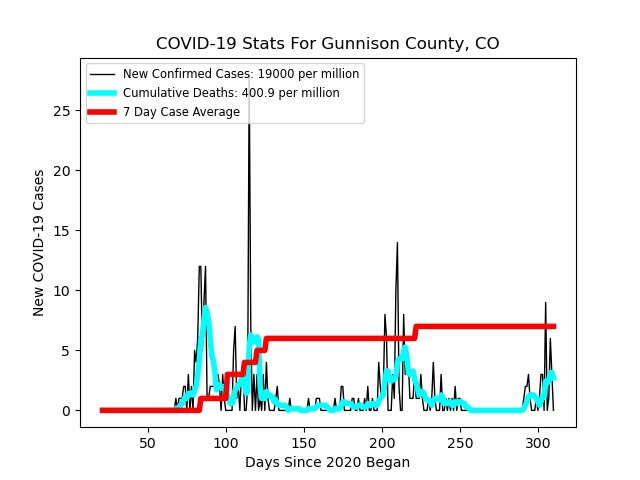 COVID-19 Stats For Gunnison County, CO
New Confirmed Cases: 19000 per million
Cumulative Deaths: 400.9 per million
7 Day Case Average
New COVID-19 Cases
25
20
15
10
5
0
50 100 150 200 250 300
Days Since 2020 Began